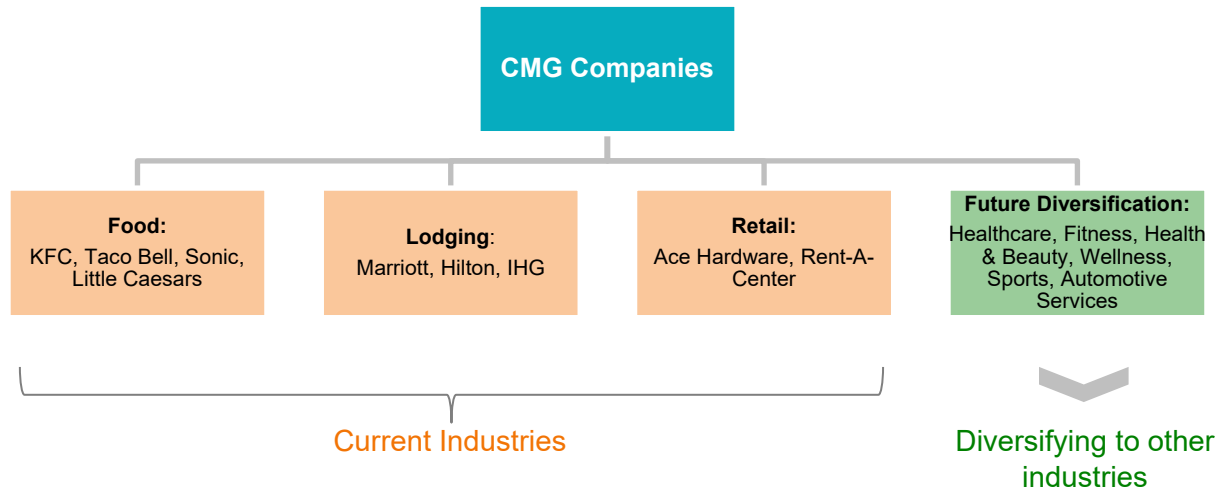 CMG Companies
Food:
KFC, Taco Bell, Sonic,
Little Caesars
Lodging:
Marriott, Hilton, IHG
Retail:
Ace Hardware, Rent-A-
Center
Future Diversification:
Healthcare, Fitness, Health
& Beauty, Wellness,
Sports, Automotive
Services
Current Industries
Diversifying to other
industries